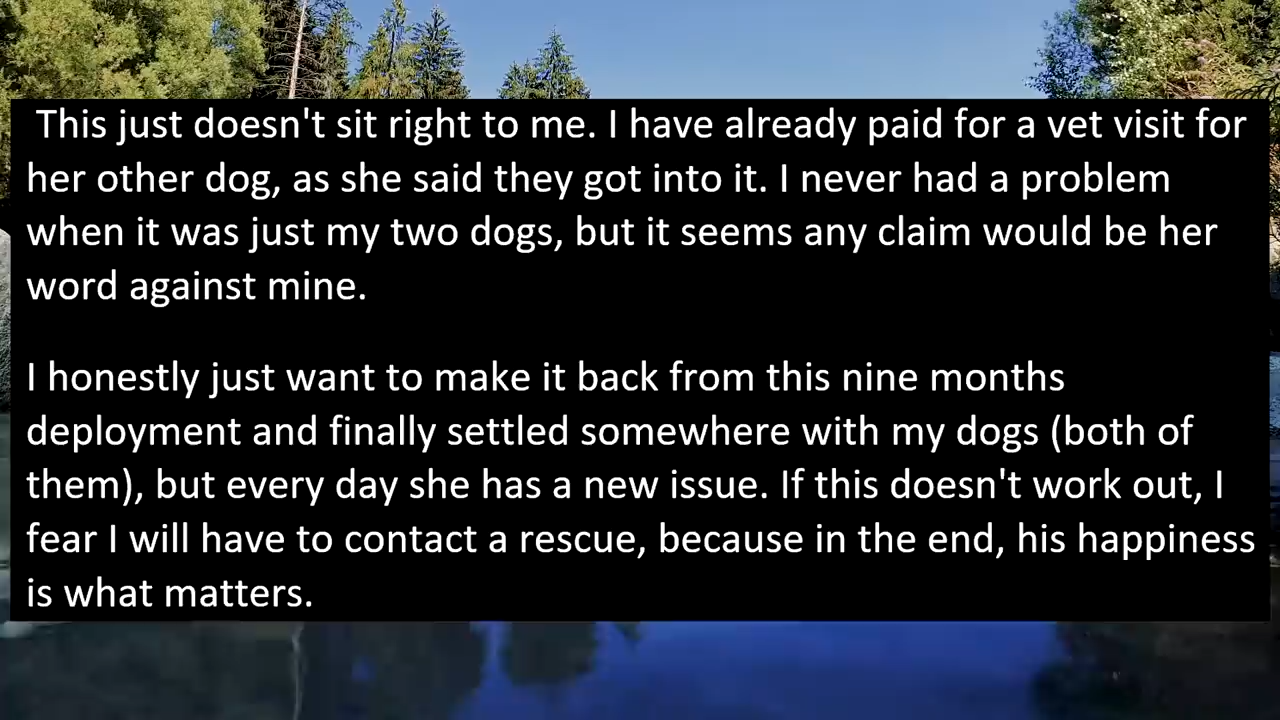 This just doesn't sit right to me. I have already paid for a vet visit for
her other dog, as she said they got into it. I never had a problem
when it was just my two dogs, but it seems any claim would be her
word against mine.
I honestly just want to make it back from this nine months
deployment and finally settled somewhere with my dogs (both of
them), but every day she has a new issue. If this doesn't work out, I
fear I will have to contact a rescue, because in the end, his happiness
is what matters.